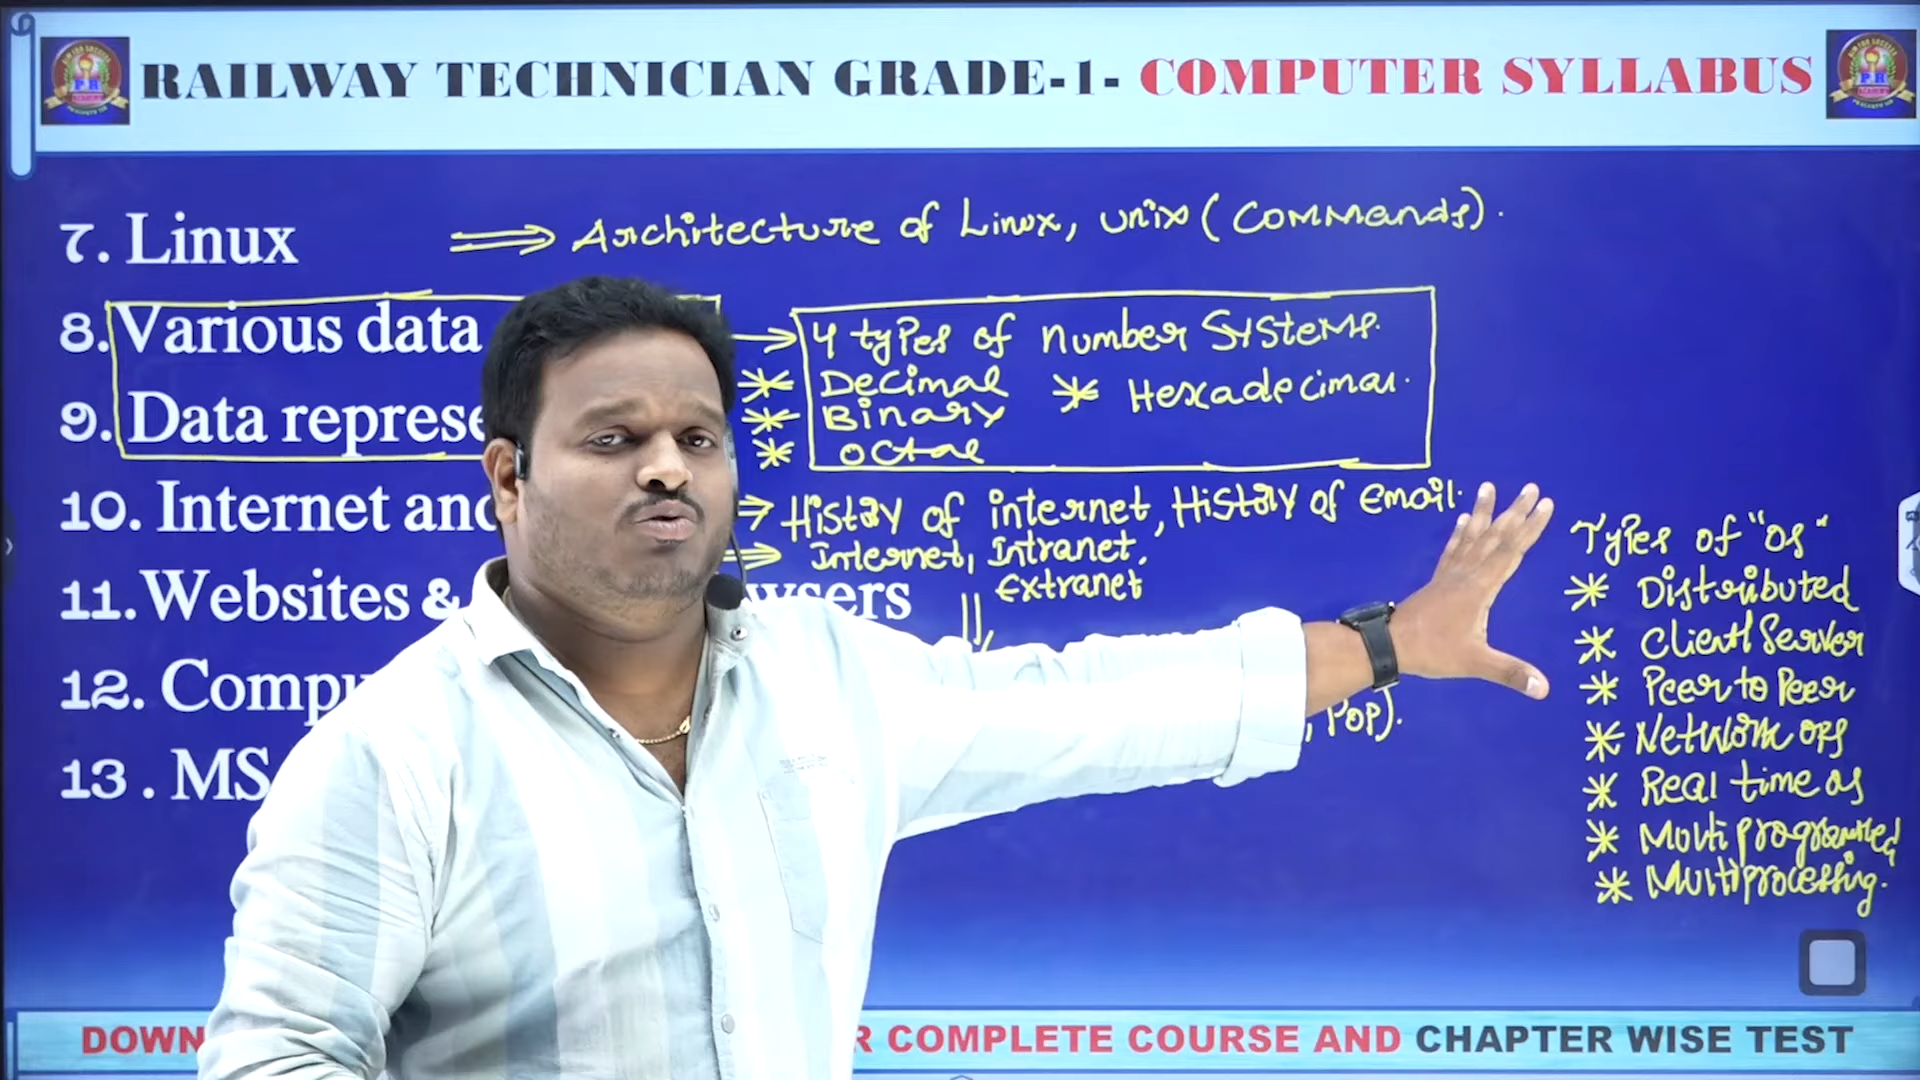 RAILWAY TECHNICIAN GRADE-1- COMPUTER SYLLABUS
7. Linux
⇒ Architecture of Linux, unix (commands).
8. Various data
→ 4 types of number systems.
9. Data represe
* Decimal * Hexadecimal.
* Binary
* octal
10. Internet and
→ History of internet, History of email.
⇒ Internet, Intranet,
Extranet
11. Websites & wsers
12. Compu
, POP).
13. MS
Types of "os"
* Distributed
* Client Server
* Peer to Peer
* Network ops
* Real time os
* Multi programmed
* Multiprocessing.
DOWN R COMPLETE COURSE AND CHAPTER WISE TEST